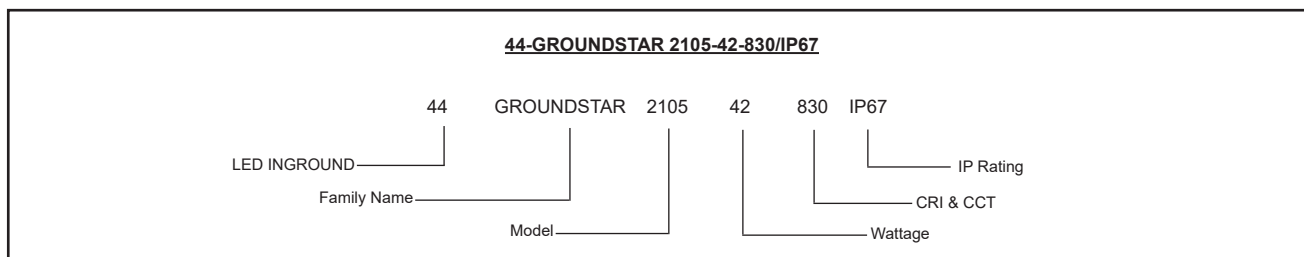 44-GROUNDSTAR 2105-42-830/IP67
44 GROUNDSTAR 2105 42 830 IP67
LED INGROUND IP Rating
Family Name CRI & CCT
Model Wattage